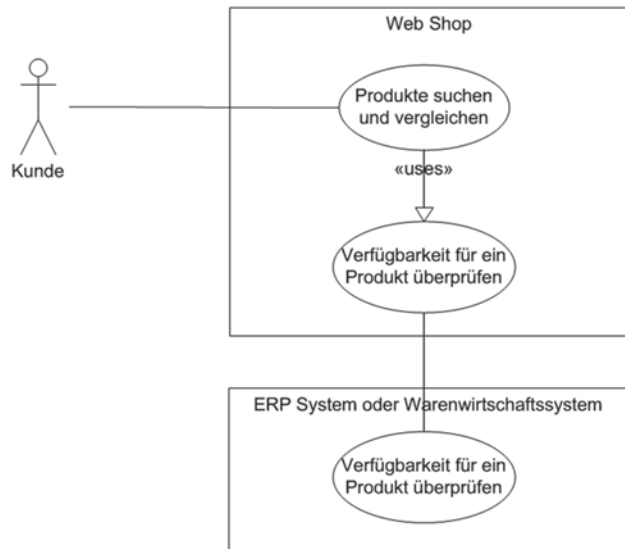 Web Shop
Produkte suchen
und vergleichen
Kunde
«uses»
Verfügbarkeit für ein
Produkt überprüfen
ERP System oder Warenwirtschaftssystem
Verfügbarkeit für ein
Produkt überprüfen